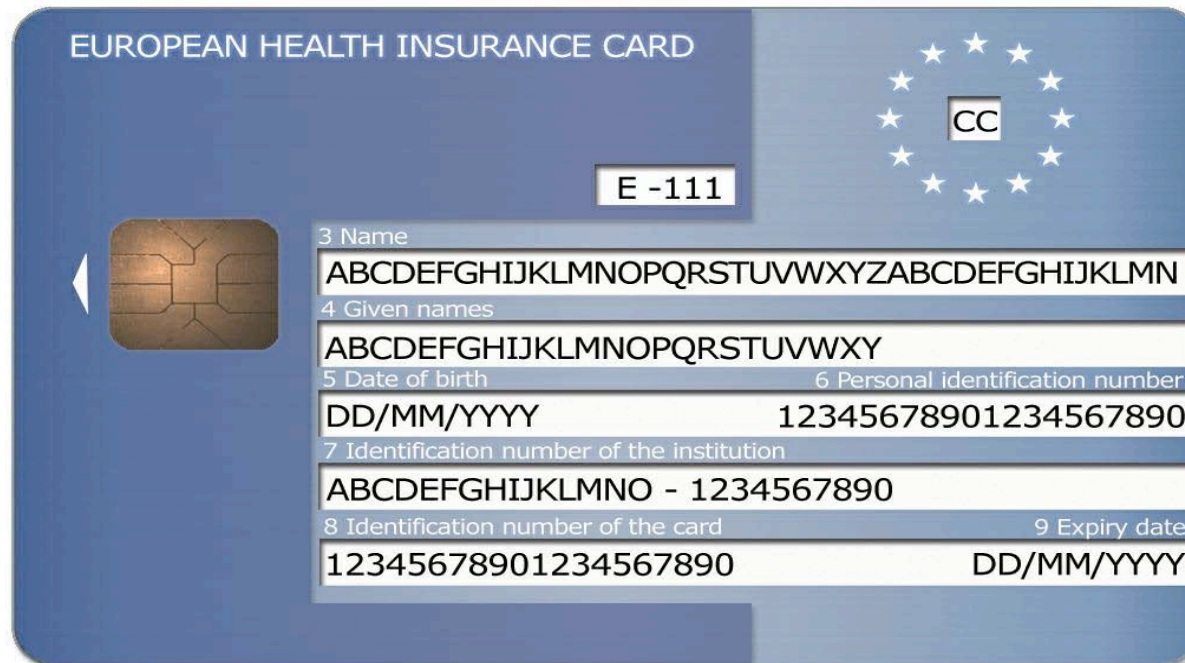 EUROPEAN HEALTH INSURANCE CARD
CC
E -111
3 Name
ABCDEFGHIJKLMNOPQRSTUVWXYZABCDEFGHIJKLMN
4 Given names
ABCDEFGHIJKLMNOPQRSTUVWXY
5 Date of birth 6 Personal identification number
DD/MM/YYYY 12345678901234567890
7 Identification number of the institution
ABCDEFGHIJKLMNO - 1234567890
8 Identification number of the card 9 Expiry date
12345678901234567890 DD/MM/YYYY